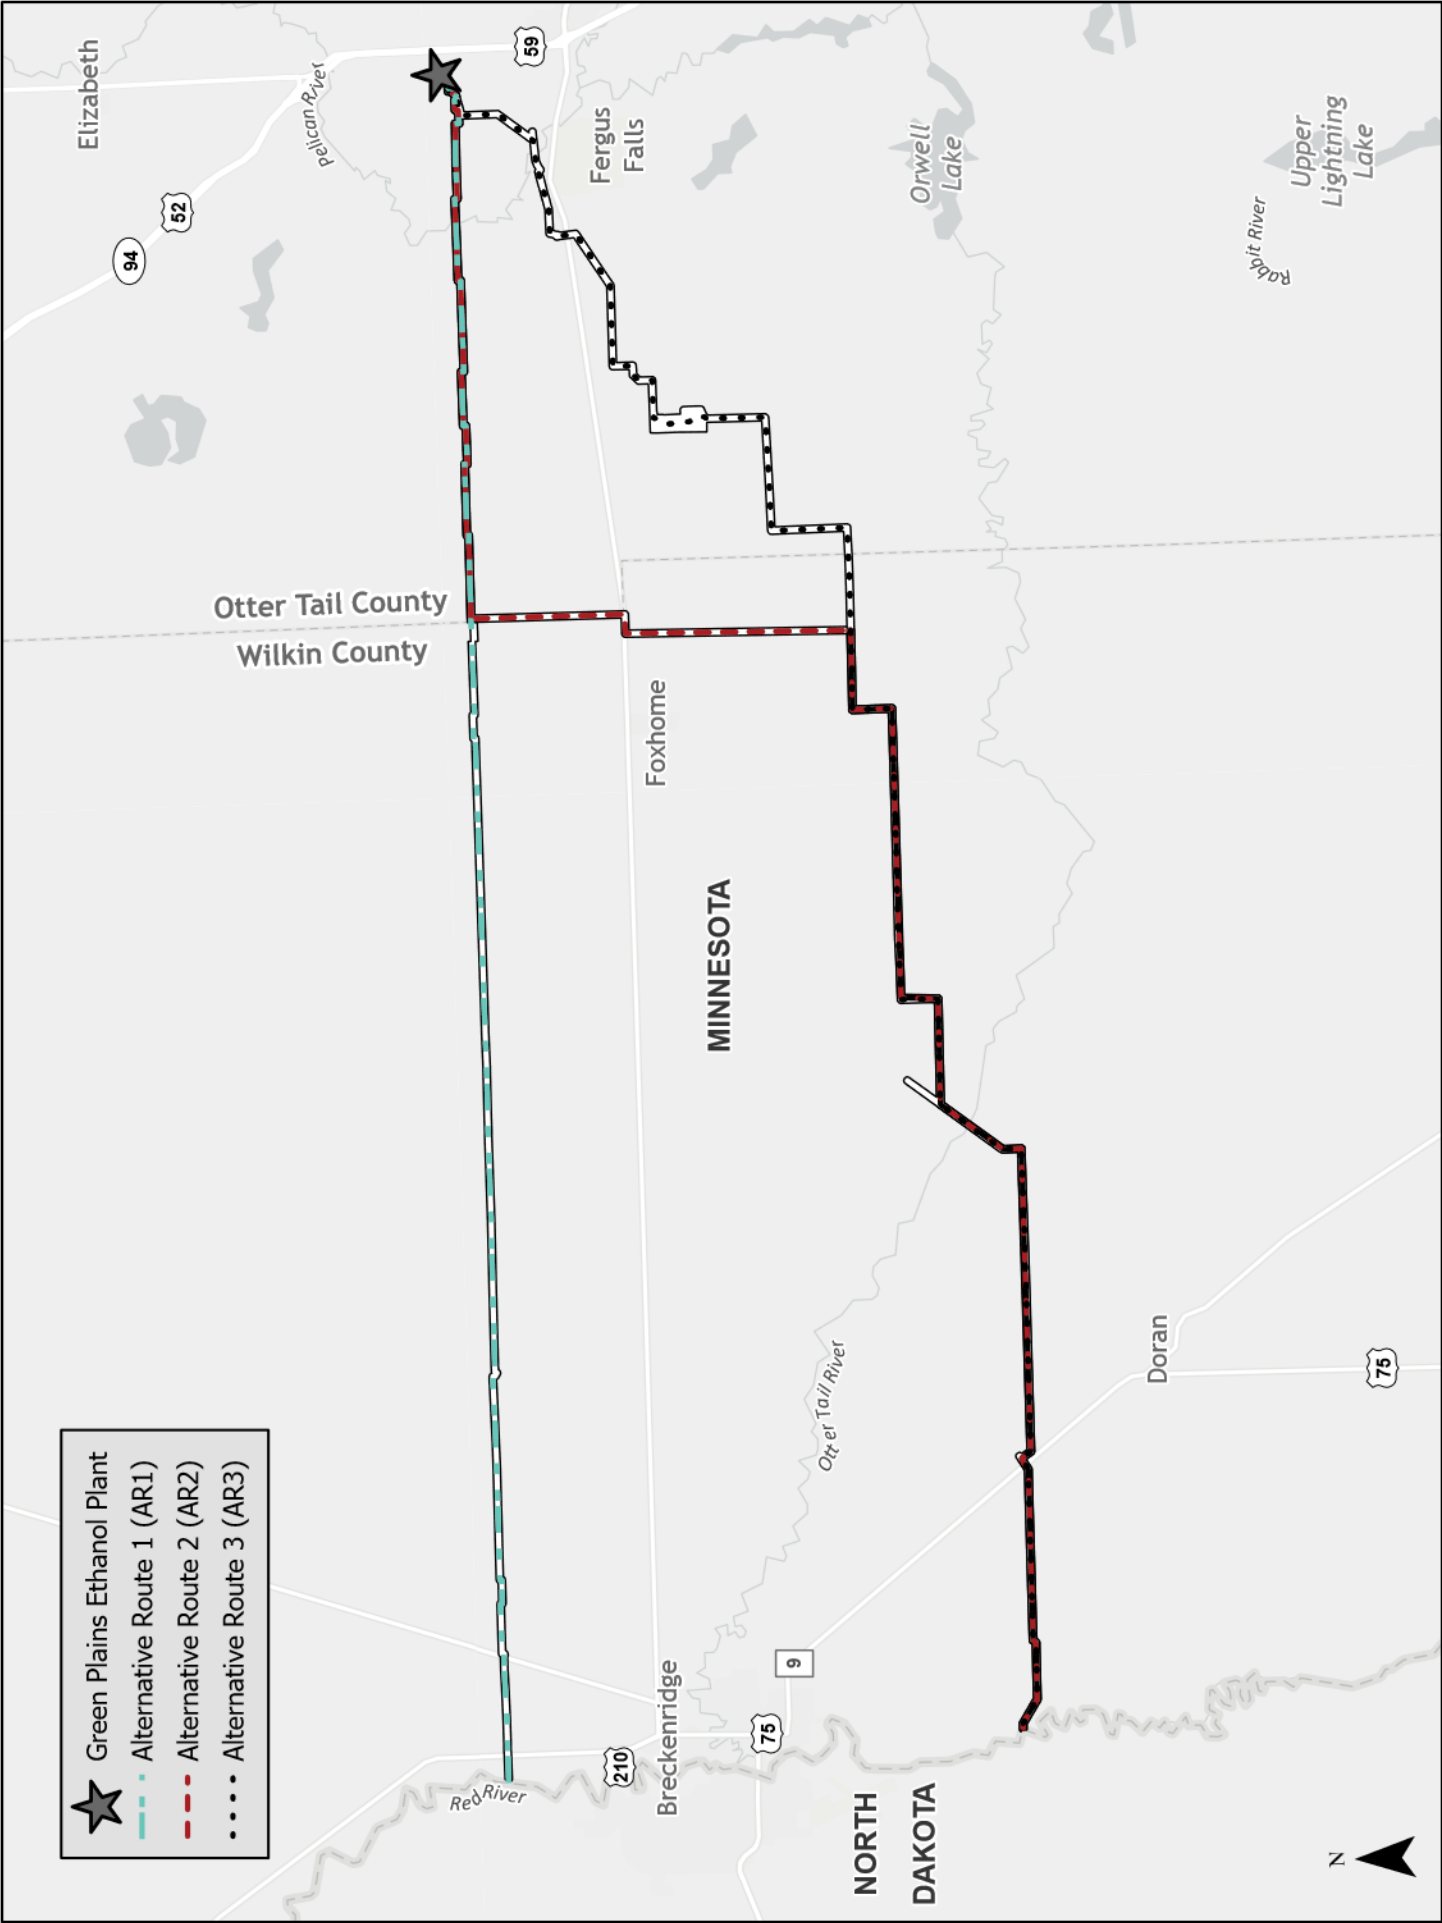 Green Plains Ethanol Plant
Alternative Route 1 (AR1)
Alternative Route 2 (AR2)
Alternative Route 3 (AR3)
Elizabeth
94
52
Pelican River
59
Fergus
Falls
Otter Tail County
Wilkin County
Foxhome
MINNESOTA
Orwell
Lake
Upper
Lightning
Lake
Rabbit River
Red River
210
Breckenridge
75
9
Otter Tail River
Doran
75
NORTH
DAKOTA
N